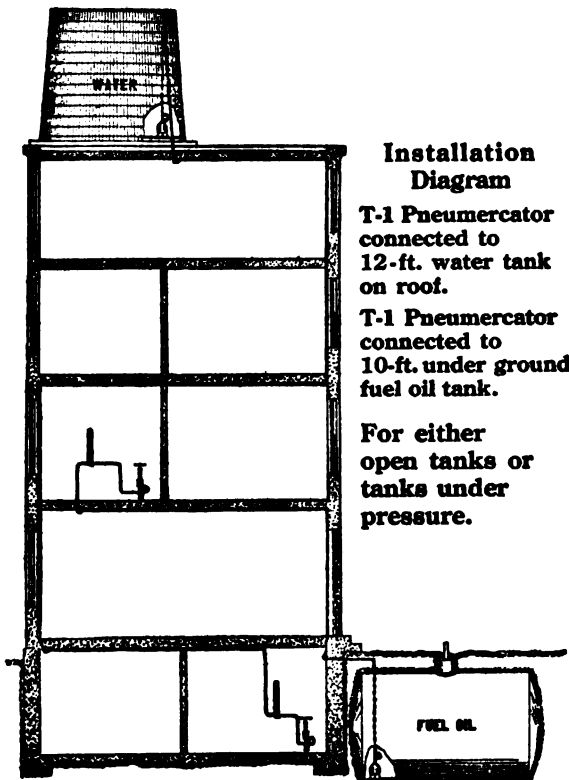 WATER
Installation
Diagram
T-1 Pneumercator
connected to
12-ft. water tank
on roof.
T-1 Pneumercator
connected to
10-ft. under ground
fuel oil tank.
For either
open tanks or
tanks under
pressure.
FUEL OIL